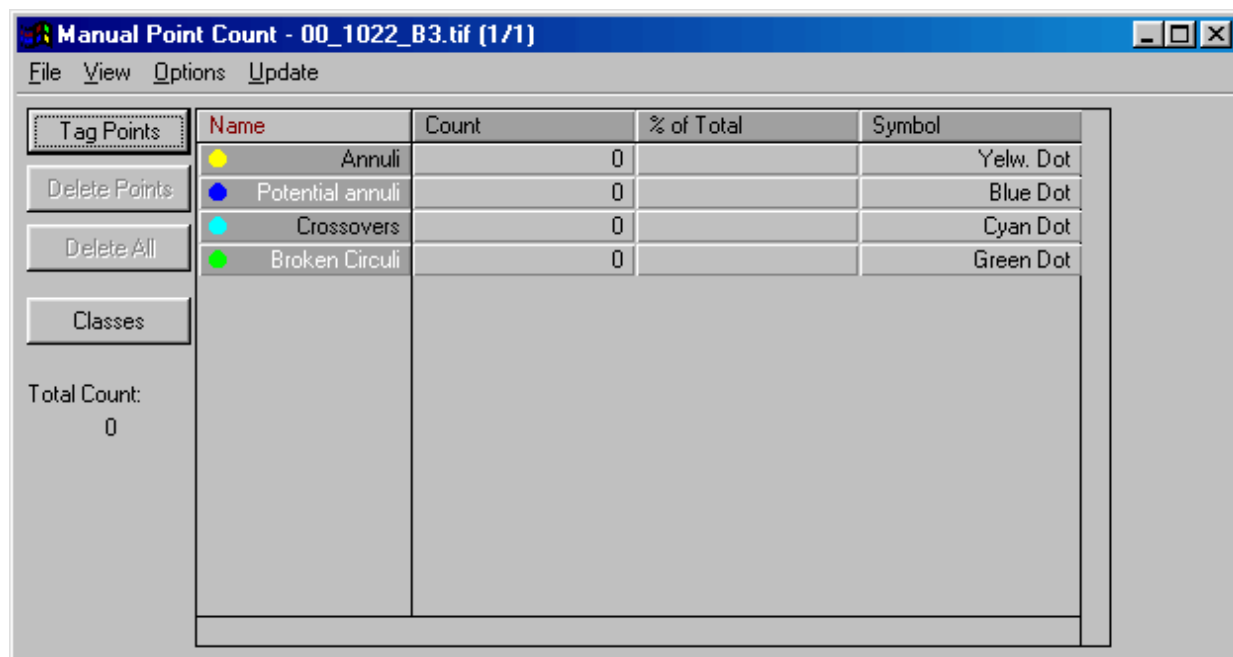 Manual Point Count - 00_1022_B3.tif (1/1)
File View Options Update
Tag Points
Delete Points
Delete All
Classes
Total Count:
0
Name Count % of Total Symbol
Annuli 0 Yelw. Dot
Potential annuli 0 Blue Dot
Crossovers 0 Cyan Dot
Broken Circuli 0 Green Dot